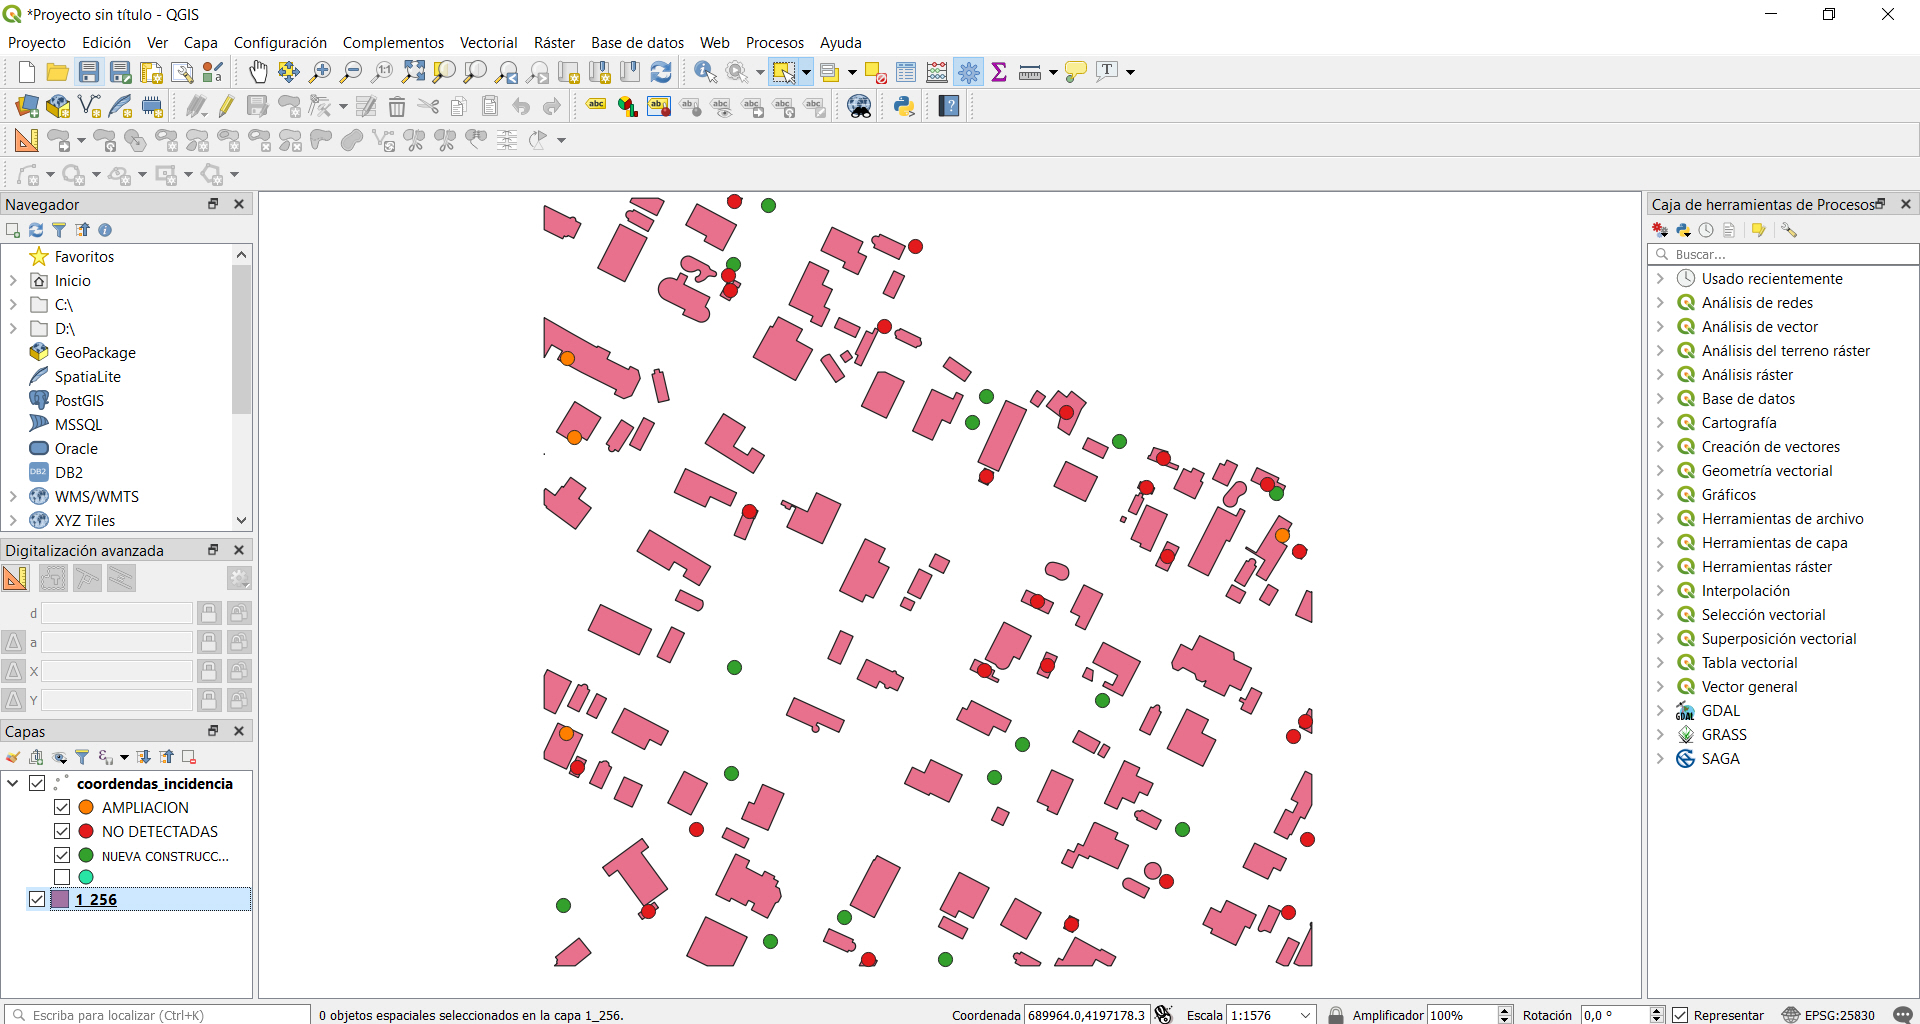 *Proyecto sin título - QGIS
Proyecto Edición Ver Capa Configuración Complementos Vectorial Ráster Base de datos Web Procesos Ayuda
Navegador
Favoritos
Inicio
C:\
D:\
GeoPackage
SpatiaLite
PostGIS
MSSQL
Oracle
DB2 DB2
WMS/WMTS
XYZ Tiles
Digitalización avanzada
d
a
X
Y
Capas
coordendas_incidencia
AMPLIACION
NO DETECTADAS
NUEVA CONSTRUCC...
1_256
Caja de herramientas de Procesos
Buscar...
Usado recientemente
Análisis de redes
Análisis de vector
Análisis del terreno ráster
Análisis ráster
Base de datos
Cartografía
Creación de vectores
Geometría vectorial
Gráficos
Herramientas de archivo
Herramientas de capa
Herramientas ráster
Interpolación
Selección vectorial
Superposición vectorial
Tabla vectorial
Vector general
GDAL
GRASS
SAGA
Escriba para localizar (Ctrl+K) 0 objetos espaciales seleccionados en la capa 1_256. Coordenada 689964.0,4197178.3 Escala 1:1576 Amplificador 100% Rotación 0,0 ° Representar EPSG:25830